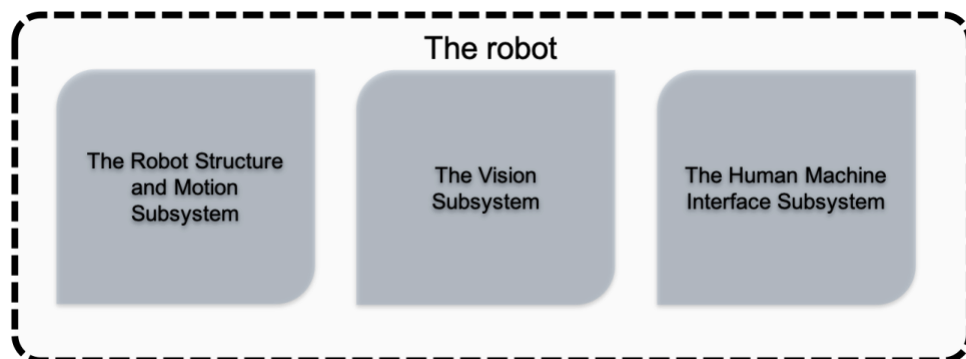 The robot
The Robot Structure
and Motion
Subsystem
The Vision
Subsystem
The Human Machine
Interface Subsystem